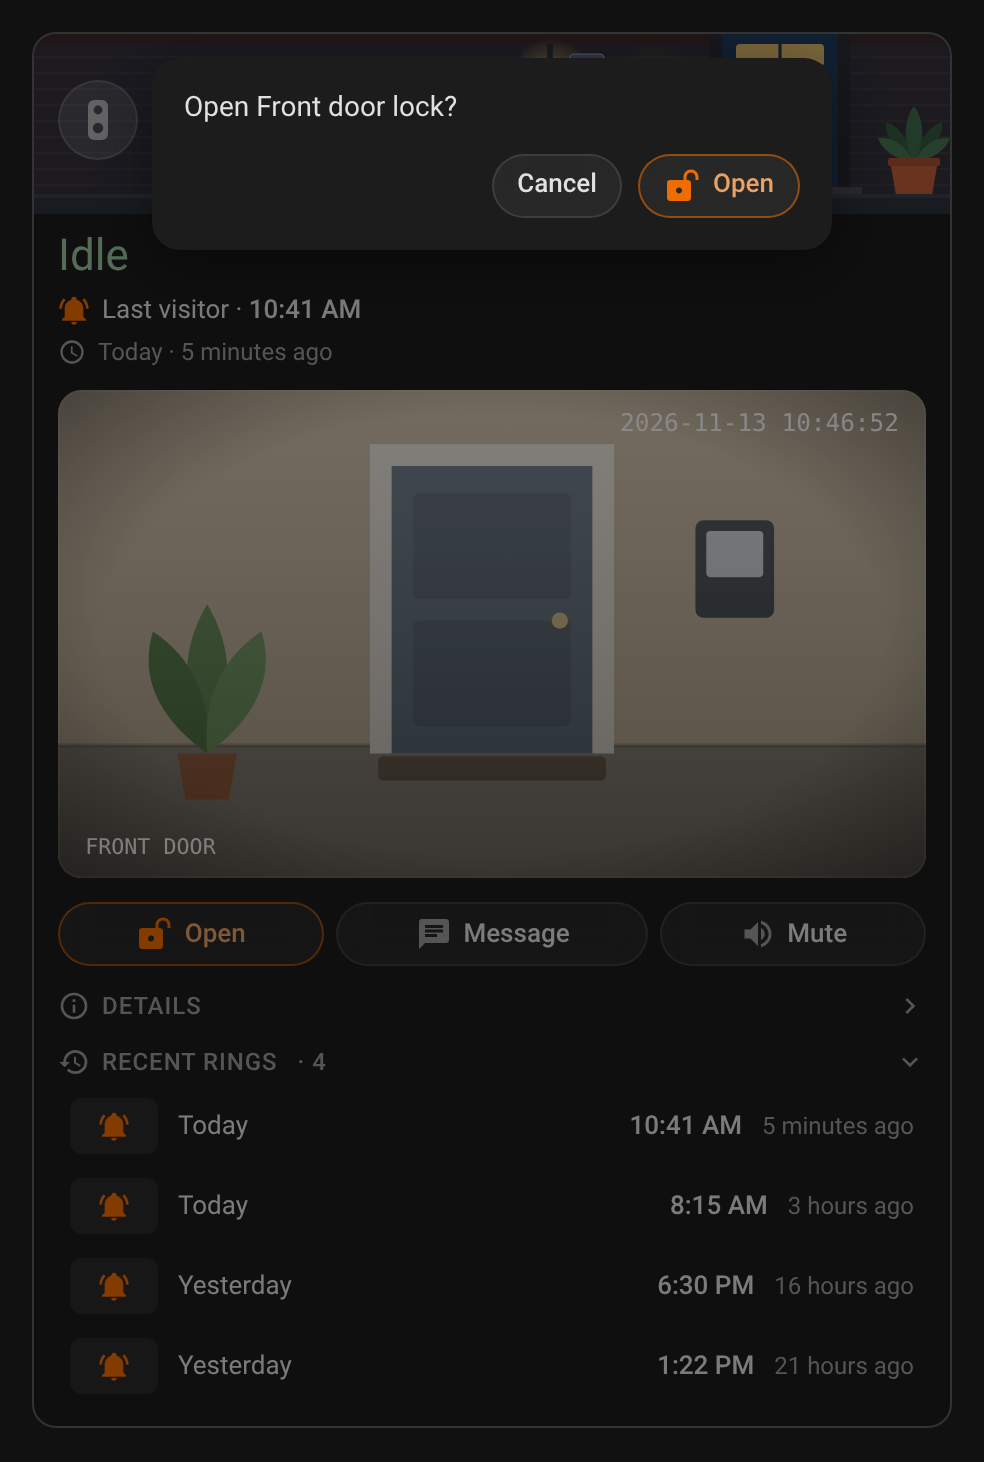 Open Front door lock?
Cancel
Open
Idle
Last visitor · 10:41 AM
Today · 5 minutes ago
2026-11-13 10:46:52
FRONT DOOR
Open
Message
Mute
DETAILS
RECENT RINGS · 4
Today 10:41 AM 5 minutes ago
Today 8:15 AM 3 hours ago
Yesterday 6:30 PM 16 hours ago
Yesterday 1:22 PM 21 hours ago